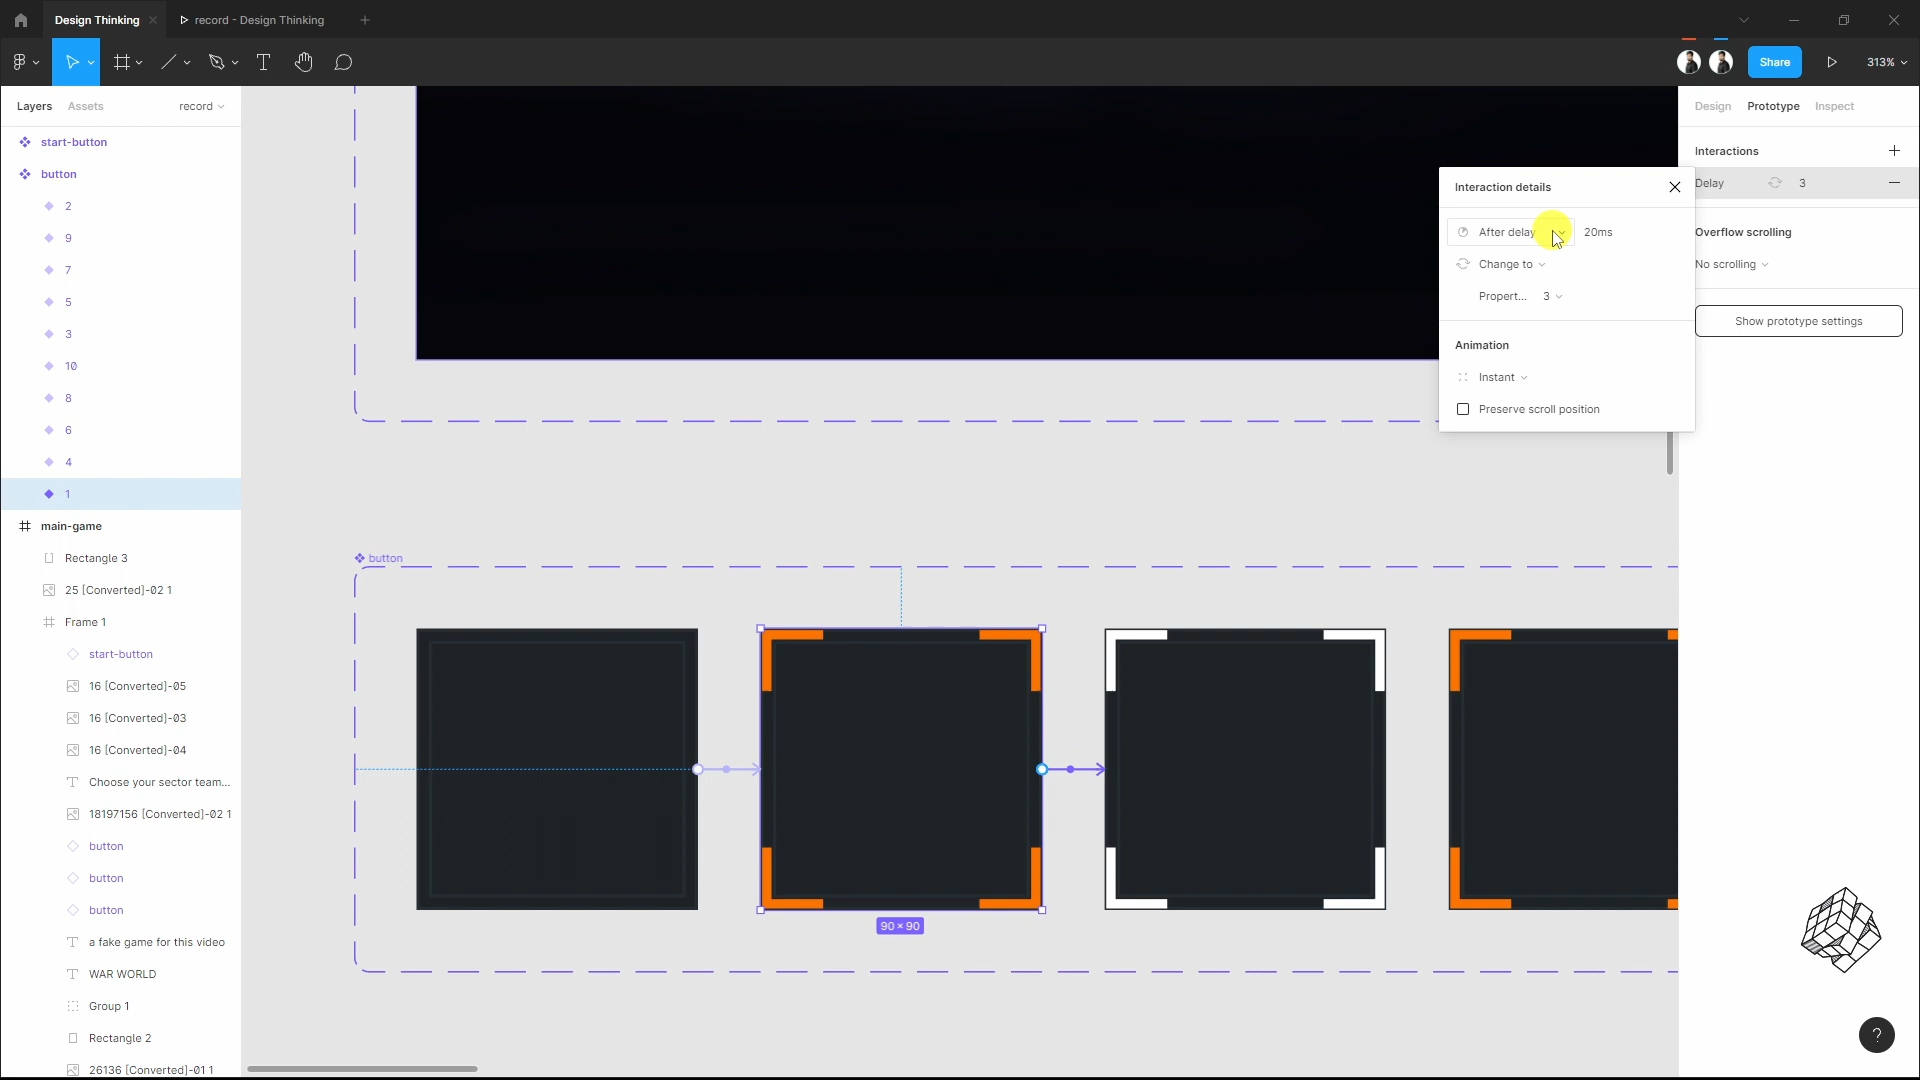 Design Thinking
record - Design Thinking
Share
313%
Layers
Assets
record
start-button
button
2
9
7
5
3
10
8
6
4
1
main-game
Rectangle 3
25 [Converted]-02 1
Frame 1
start-button
16 [Converted]-05
16 [Converted]-03
16 [Converted]-04
Choose your sector team...
18197156 [Converted]-02 1
button
button
button
a fake game for this video
WAR WORLD
Group 1
Rectangle 2
26136 [Converted]-01 1
button
90 × 90
Interaction details
After delay
20ms
Change to
Propert...
3
Animation
Instant
Preserve scroll position
Design
Prototype
Inspect
Interactions
Delay
3
Overflow scrolling
No scrolling
Show prototype settings
?